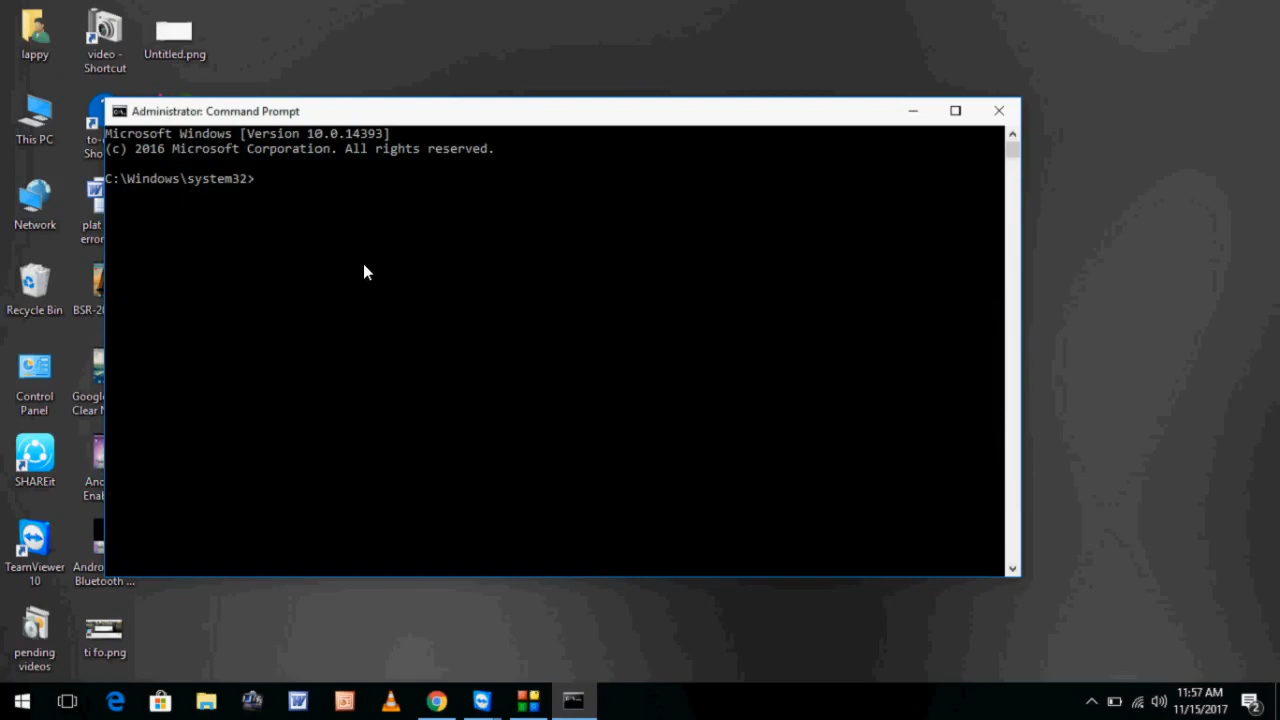 lappy
video -
Shortcut
Untitled.png
This PC
Network
Recycle Bin
Control
Panel
SHAREit
TeamViewer
10
Bluetooth ...
pending
videos
ti fo.png
Administrator: Command Prompt
Microsoft Windows [Version 10.0.14393]
(c) 2016 Microsoft Corporation. All rights reserved.
C:\Windows\system32>
11:57 AM
11/15/2017
2